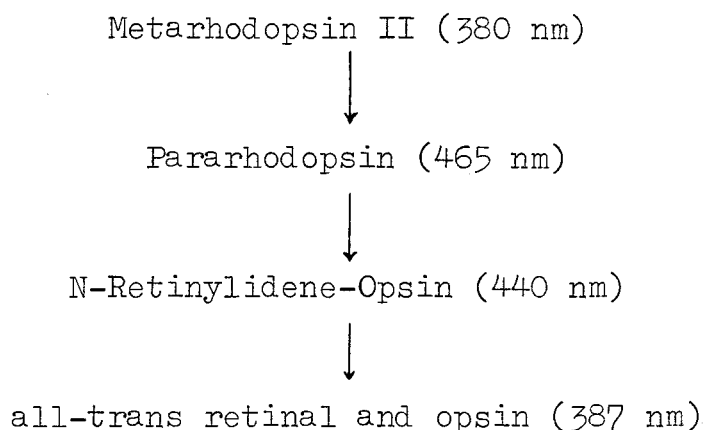 Metarhodopsin II (380 nm)
Pararhodopsin (465 nm)
N-Retinylidene-Opsin (440 nm)
all-trans retinal and opsin (387 nm)